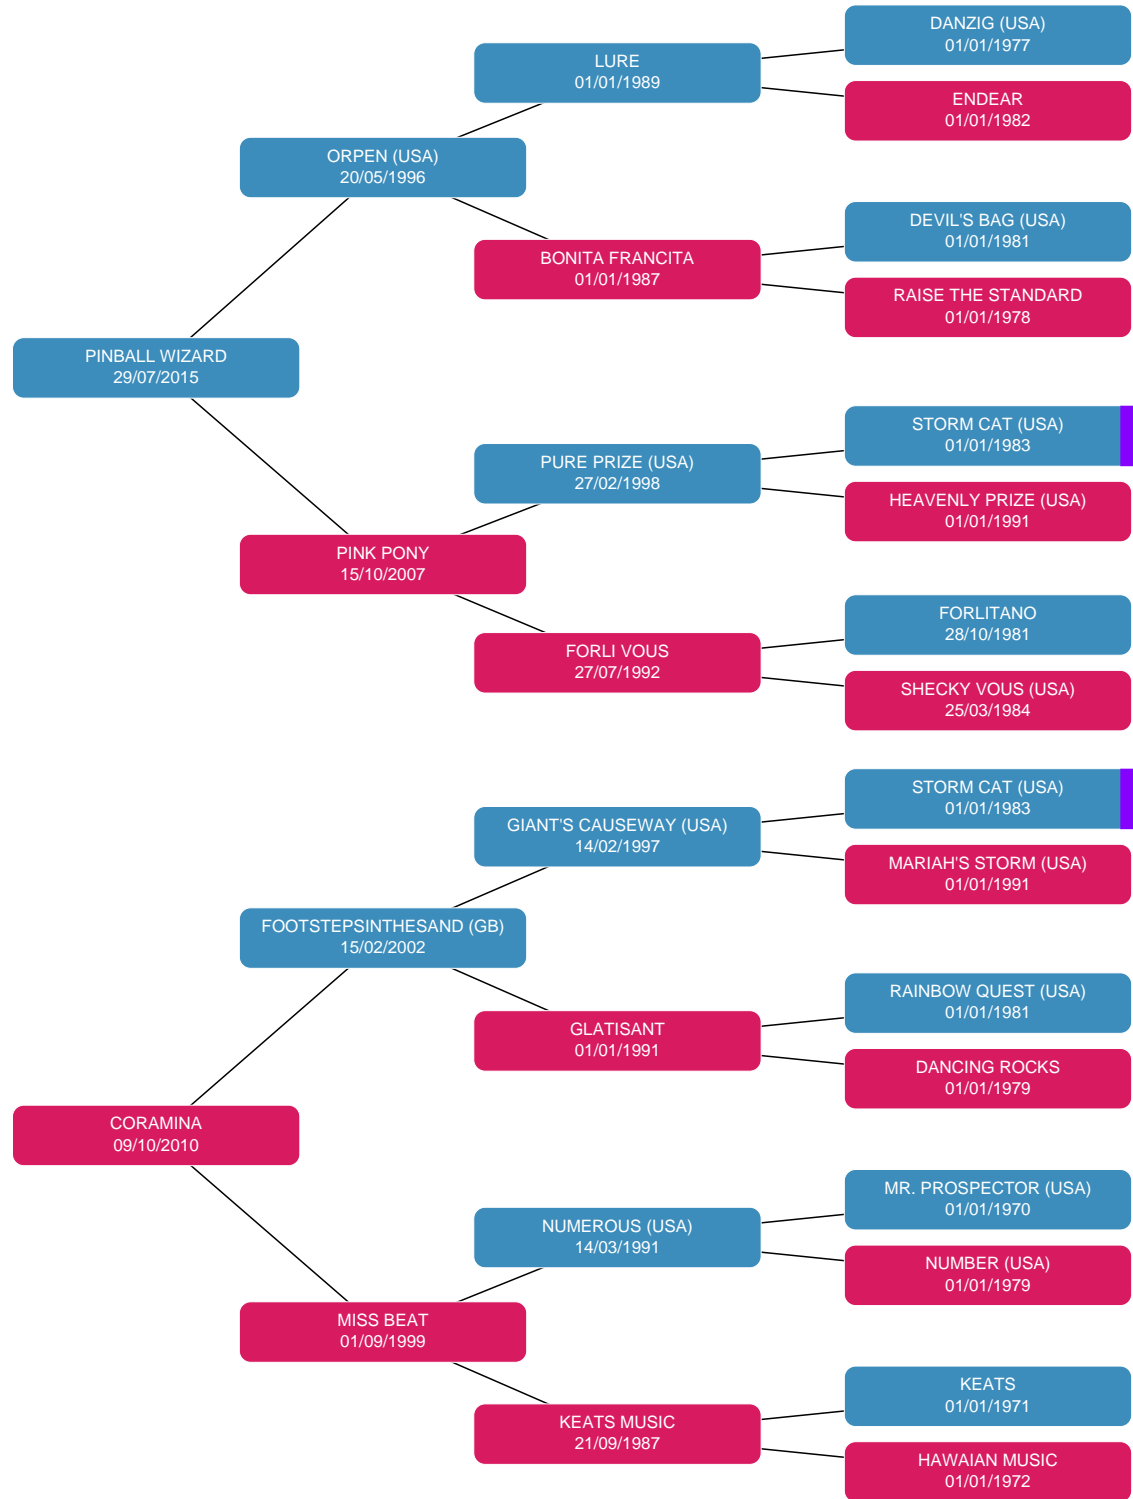 DANZIG (USA)
01/01/1977
LURE
01/01/1989
ENDEAR
01/01/1982
ORPEN (USA)
20/05/1996
DEVIL'S BAG (USA)
01/01/1981
BONITA FRANCITA
01/01/1987
RAISE THE STANDARD
01/01/1978
PINBALL WIZARD
29/07/2015
STORM CAT (USA)
01/01/1983
PURE PRIZE (USA)
27/02/1998
HEAVENLY PRIZE (USA)
01/01/1991
PINK PONY
15/10/2007
FORLITANO
28/10/1981
FORLI VOUS
27/07/1992
SHECKY VOUS (USA)
25/03/1984
STORM CAT (USA)
01/01/1983
GIANT'S CAUSEWAY (USA)
14/02/1997
MARIAH'S STORM (USA)
01/01/1991
FOOTSTEPSINTHESAND (GB)
15/02/2002
RAINBOW QUEST (USA)
01/01/1981
GLATISANT
01/01/1991
DANCING ROCKS
01/01/1979
CORAMINA
09/10/2010
MR. PROSPECTOR (USA)
01/01/1970
NUMEROUS (USA)
14/03/1991
NUMBER (USA)
01/01/1979
MISS BEAT
01/09/1999
KEATS
01/01/1971
KEATS MUSIC
21/09/1987
HAWAIAN MUSIC
01/01/1972